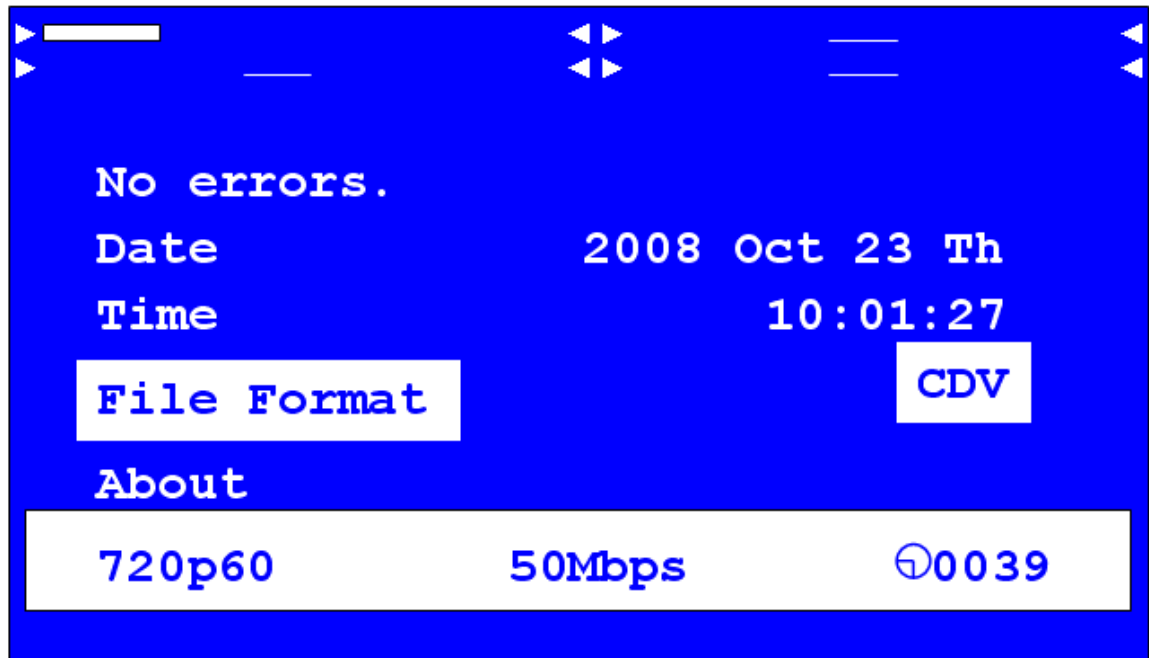 No errors.
Date 2008 Oct 23 Th
Time 10:01:27
File Format CDV
About
720p60 50Mbps 0039